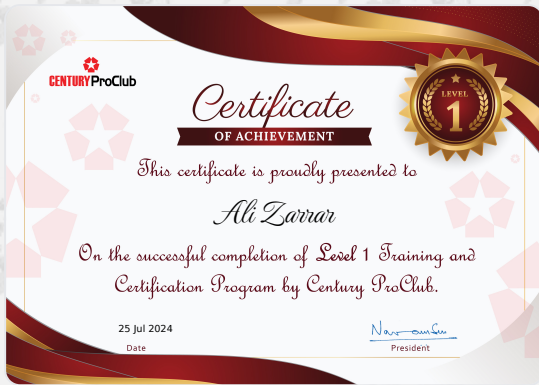 CENTURY ProClub
LEVEL
1
Certificate
OF ACHIEVEMENT
This certificate is proudly presented to
Ali Zarrar
On the successful completion of Level 1 Training and
Certification Program by Century ProClub.
25 Jul 2024
Date
President